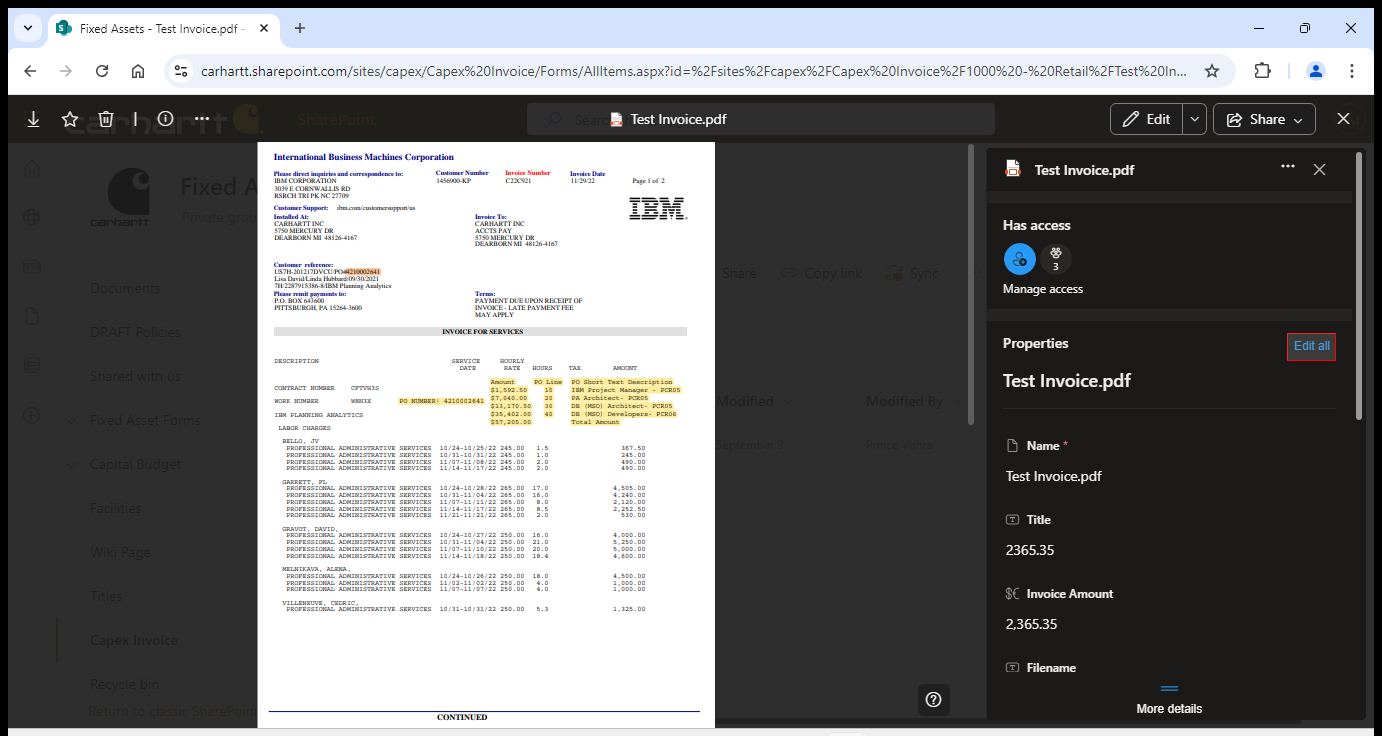 Fixed Assets - Test Invoice.pdf -
carhartt.sharepoint.com/sites/capex/Capex%20Invoice/Forms/AllItems.aspx?id=%2Fsites%2Fcapex%2FCapex%20Invoice%2F1000%20-%20Retail%2FTest%20In...
carhartt
SharePoint
Test Invoice.pdf
Edit
Share
carhartt
Fixed A
Private grou
Documents
DRAFT Policies
Shared with us
Fixed Asset Forms
Capital Budget
Facilities
Wiki Page
Titles
Capex Invoice
Recycle bin
Return to classic SharePoin
Share
Copy link
Sync
Modified
Modified By
September 3
Prince Vohra
International Business Machines Corporation
Please direct inquiries and correspondence to:
IBM CORPORATION
3039 E CORNWALLIS RD
RSRCH TRI PK NC 27709
Customer Number Invoice Number Invoice Date
1456900-KP C22C921 11/29/22 Page 1 of 2
IBM
Customer Support: ibm.com/customersupport/us
Installed At:
CARHARTT INC
5750 MERCURY DR
DEARBORN MI 48126-4167
Invoice To:
CARHARTT INC
ACCTS PAY
5750 MERCURY DR
DEARBORN MI 48126-4167
Customer reference:
US7H-201217DVCU/PO#4210002641
Lisa David/Linda Hubbard/09/30/2021
7H/2287915386-8/IBM Planning Analytics
Please remit payments to:
P.O. BOX 643600
PITTSBURGH, PA 15264-3600
Terms:
PAYMENT DUE UPON RECEIPT OF
INVOICE - LATE PAYMENT FEE
MAY APPLY
INVOICE FOR SERVICES
DESCRIPTION SERVICE DATE HOURLY RATE HOURS TAX AMOUNT
Amount PO Line PO Short Text Description
$1,592.50 10 IBM Project Manager - PCR05
$7,040.00 20 PA Architect- PCR05
$13,170.50 30 DB (MSO) Architect- PCR05
$35,402.00 40 DB (MSO) Developers- PCR06
$57,205.00 Total Amount
CONTRACT NUMBER CFTVH3S
WORK NUMBER W8N3X PO NUMBER: 4210002641
IBM PLANNING ANALYTICS
LABOR CHARGES
BELLO, JV
PROFESSIONAL ADMINISTRATIVE SERVICES 10/24-10/25/22 245.00 1.5 367.50
PROFESSIONAL ADMINISTRATIVE SERVICES 10/31-10/31/22 245.00 1.0 245.00
PROFESSIONAL ADMINISTRATIVE SERVICES 11/07-11/08/22 245.00 2.0 490.00
PROFESSIONAL ADMINISTRATIVE SERVICES 11/14-11/17/22 245.00 2.0 490.00
GARRETT, PL
PROFESSIONAL ADMINISTRATIVE SERVICES 10/24-10/28/22 265.00 17.0 4,505.00
PROFESSIONAL ADMINISTRATIVE SERVICES 10/31-11/04/22 265.00 16.0 4,240.00
PROFESSIONAL ADMINISTRATIVE SERVICES 11/07-11/11/22 265.00 8.0 2,120.00
PROFESSIONAL ADMINISTRATIVE SERVICES 11/14-11/17/22 265.00 8.5 2,252.50
PROFESSIONAL ADMINISTRATIVE SERVICES 11/21-11/21/22 265.00 2.0 530.00
GRAVOT, DAVID,
PROFESSIONAL ADMINISTRATIVE SERVICES 10/24-10/27/22 250.00 16.0 4,000.00
PROFESSIONAL ADMINISTRATIVE SERVICES 10/31-11/04/22 250.00 21.0 5,250.00
PROFESSIONAL ADMINISTRATIVE SERVICES 11/07-11/10/22 250.00 20.0 5,000.00
PROFESSIONAL ADMINISTRATIVE SERVICES 11/14-11/18/22 250.00 18.4 4,600.00
MELNIKAVA, ALENA,
PROFESSIONAL ADMINISTRATIVE SERVICES 10/24-10/26/22 250.00 18.0 4,500.00
PROFESSIONAL ADMINISTRATIVE SERVICES 11/02-11/02/22 250.00 4.0 1,000.00
PROFESSIONAL ADMINISTRATIVE SERVICES 11/07-11/07/22 250.00 4.0 1,000.00
VILLENEUVE, CEDRIC,
PROFESSIONAL ADMINISTRATIVE SERVICES 10/31-10/31/22 250.00 5.3 1,325.00
CONTINUED
Test Invoice.pdf
Has access
3
Manage access
Properties
Edit all
Test Invoice.pdf
Name *
Test Invoice.pdf
Title
2365.35
Invoice Amount
2,365.35
Filename
More details